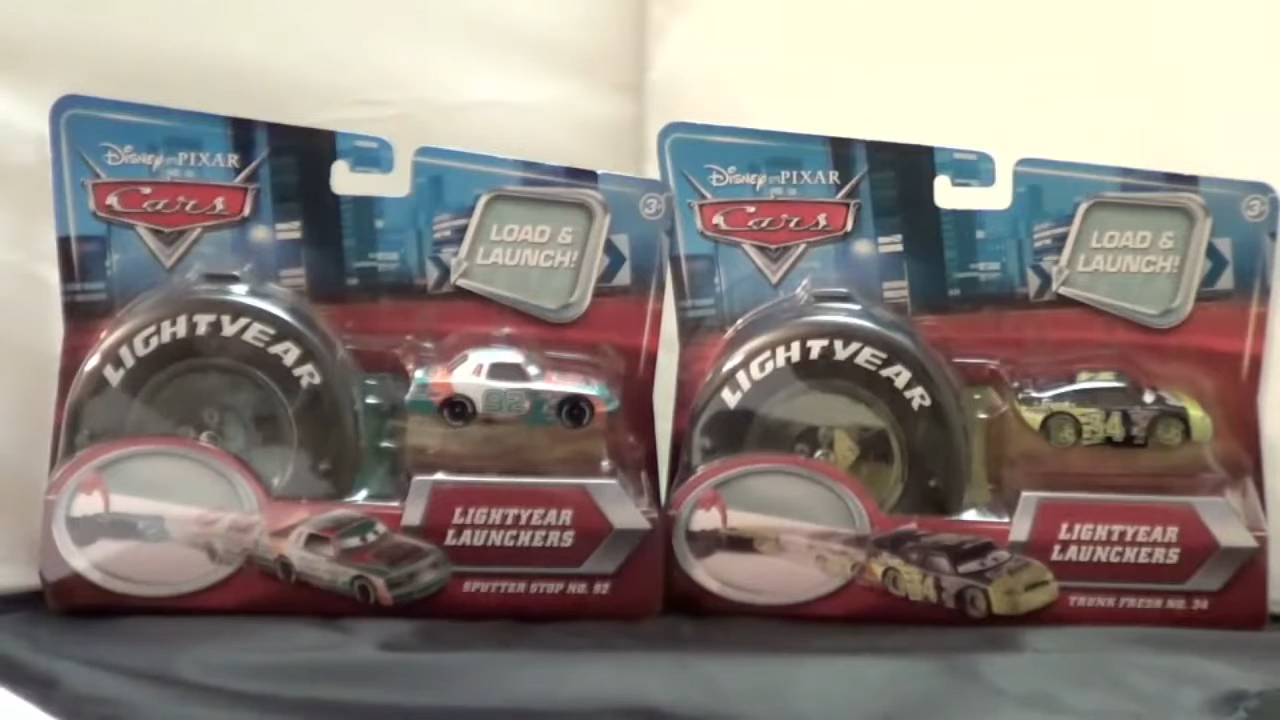 Disney PIXAR
Cars
LOAD &
LAUNCH!
3+
LIGHTYEAR
92
LIGHTYEAR
LAUNCHERS
SPUTTER STOP NO. 92
Disney PIXAR
Cars
LOAD &
LAUNCH!
3+
LIGHTYEAR
34
34
LIGHTYEAR
LAUNCHERS
TRUNK FRESH NO. 34